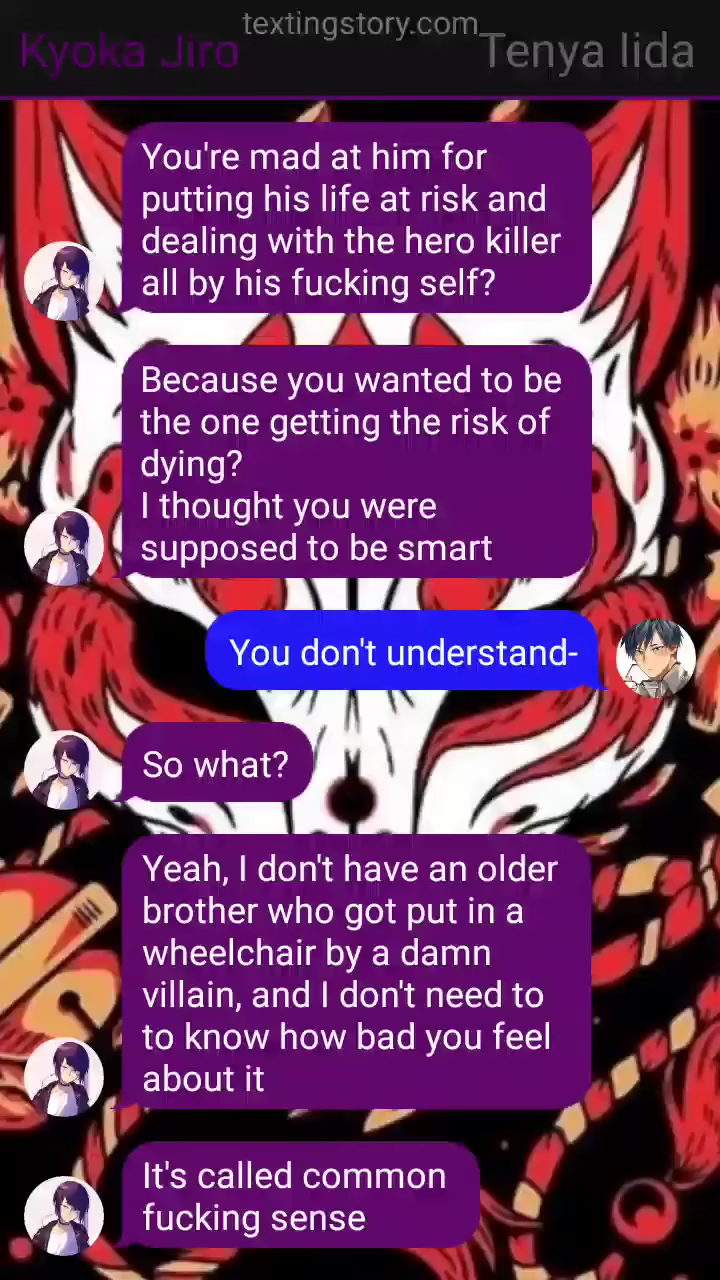 textingstory.com
Kyoka Jiro
Tenya Iida
You're mad at him for
putting his life at risk and
dealing with the hero killer
all by his fucking self?
Because you wanted to be
the one getting the risk of
dying?
I thought you were
supposed to be smart
You don't understand-
So what?
Yeah, I don't have an older
brother who got put in a
wheelchair by a damn
villain, and I don't need to
to know how bad you feel
about it
It's called common
fucking sense